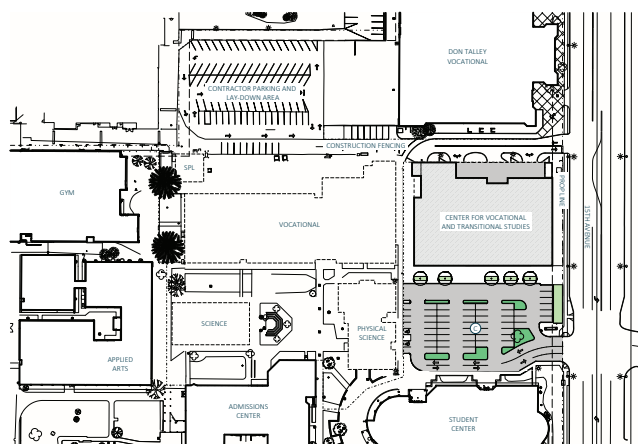 DON TALLEY
VOCATIONAL
CONTRACTOR PARKING AND
LAY-DOWN AREA
CONSTRUCTION FENCING
SPL
GYM
PROP LINE
15TH AVENUE
VOCATIONAL
CENTER FOR VOCATIONAL
AND TRANSITIONAL STUDIES
SCIENCE
PHYSICAL
SCIENCE
C
APPLIED
ARTS
ADMISSIONS
CENTER
STUDENT
CENTER